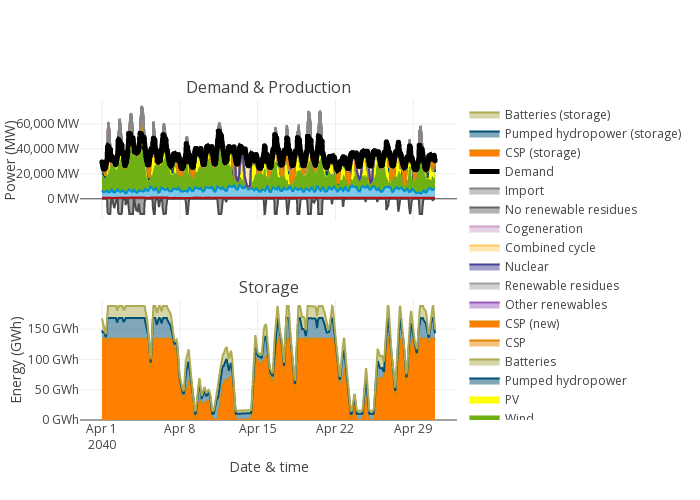 Demand & Production
Power (MW)
60,000 MW
40,000 MW
20,000 MW
0 MW
Storage
Energy (GWh)
150 GWh
100 GWh
50 GWh
0 GWh
Apr 1
2040
Apr 8
Apr 15
Apr 22
Apr 29
Date & time
Batteries (storage)
Pumped hydropower (storage)
CSP (storage)
Demand
Import
No renewable residues
Cogeneration
Combined cycle
Nuclear
Renewable residues
Other renewables
CSP (new)
CSP
Batteries
Pumped hydropower
PV
Wind